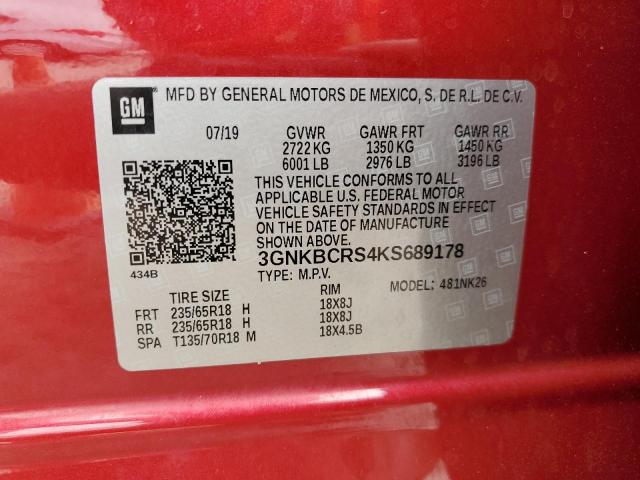 GM MFD BY GENERAL MOTORS DE MEXICO, S. DE R.L. DE C.V.
07/19 GVWR GAWR FRT GAWR RR
2722 KG 1350 KG 1450 KG
6001 LB 2976 LB 3196 LB
THIS VEHICLE CONFORMS TO ALL
APPLICABLE U.S. FEDERAL MOTOR
VEHICLE SAFETY STANDARDS IN EFFECT
ON THE DATE OF MANUFACTURE
SHOWN ABOVE.
3GNKBCRS4KS689178
434B TYPE: M.P.V. MODEL: 481NK26
TIRE SIZE RIM
FRT 235/65R18 H 18X8J
RR 235/65R18 H 18X8J
SPA T135/70R18 M 18X4.5B